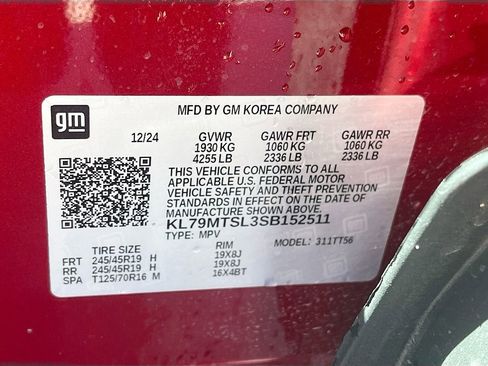 gm
MFD BY GM KOREA COMPANY
12/24 GVWR GAWR FRT GAWR RR
1930 KG 1060 KG 1060 KG
4255 LB 2336 LB 2336 LB
THIS VEHICLE CONFORMS TO ALL
APPLICABLE U.S. FEDERAL MOTOR
VEHICLE SAFETY AND THEFT PREVENTION
STANDARDS IN EFFECT ON THE DATE OF
MANUFACTURE SHOWN ABOVE.
KL79MTSL3SB152511
TYPE: MPV MODEL: 311TT56
TIRE SIZE RIM
FRT 245/45R19 H 19X8J
RR 245/45R19 H 19X8J
SPA T125/70R16 M 16X4BT